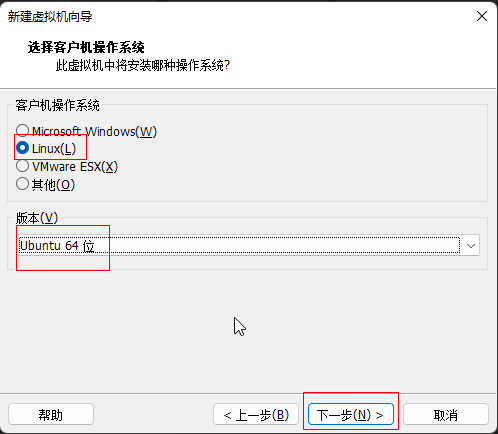 新建虚拟机向导
选择客户机操作系统
此虚拟机中将安装哪种操作系统?
客户机操作系统
Microsoft Windows(W)
Linux(L)
VMware ESX(X)
其他(O)
版本(V)
Ubuntu 64 位
帮助
< 上一步(B)
下一步(N) >
取消